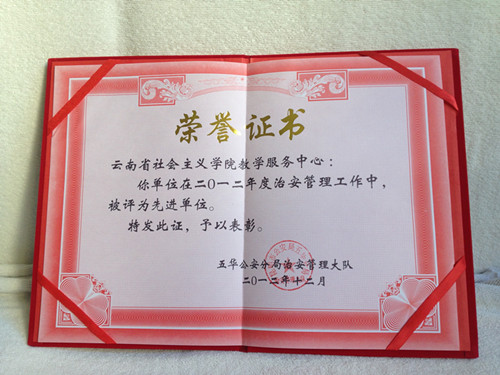 荣誉证书
云南省社会主义学院教学服务中心：
你单位在二〇一二年度治安管理工作中，
被评为先进单位。
特发此证，予以表彰。
五华公安分局治安管理大队
二〇一二年十二月